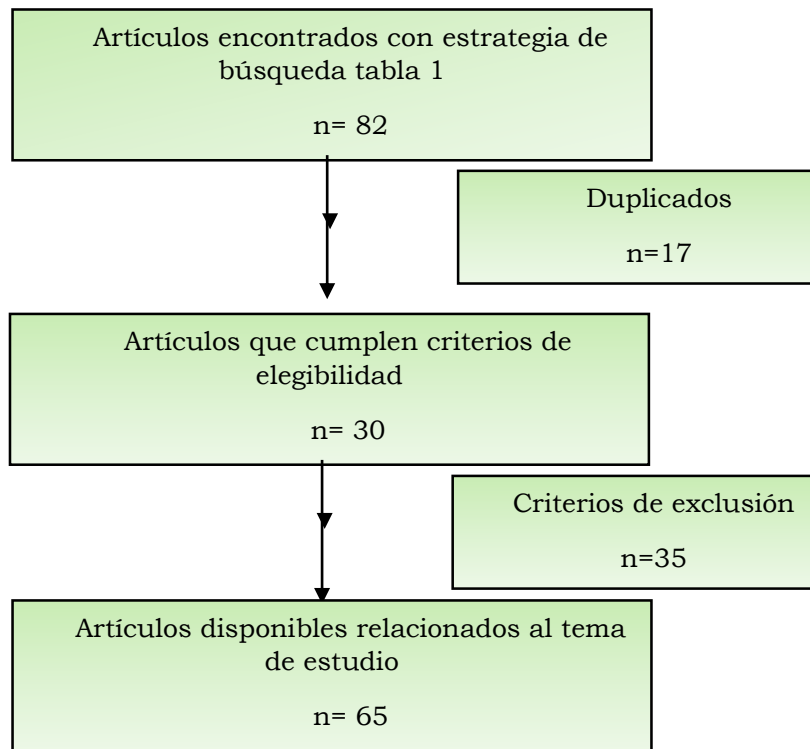 Artículos encontrados con estrategia de
búsqueda tabla 1
n= 82
Duplicados
n=17
Artículos que cumplen criterios de
elegibilidad
n= 30
Criterios de exclusión
n=35
Artículos disponibles relacionados al tema
de estudio
n= 65